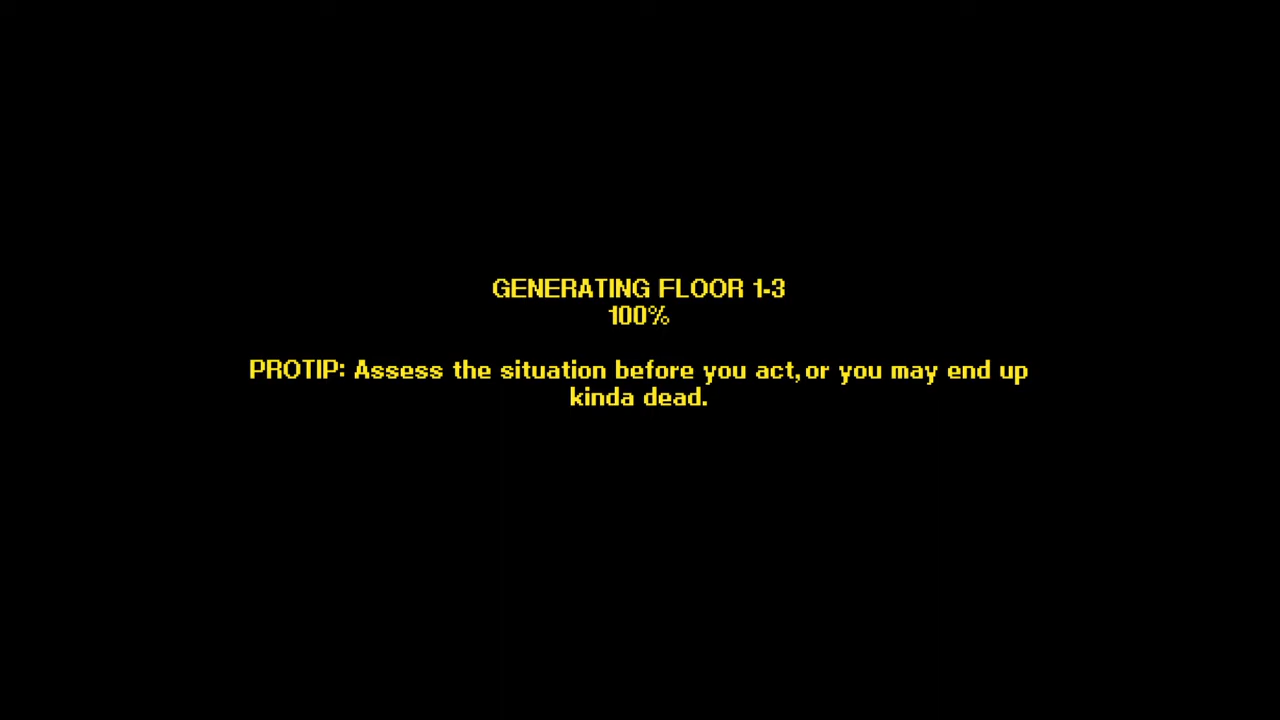 GENERATING FLOOR 1-3
100%
PROTIP: Assess the situation before you act, or you may end up
kinda dead.